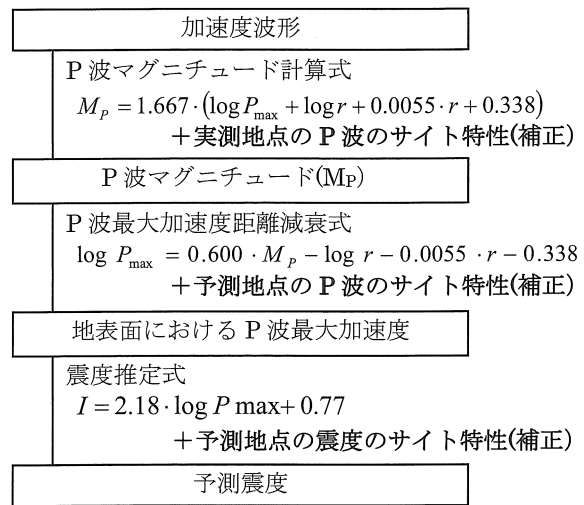 加速度波形
P 波マグニチュード計算式
M_P = 1.667・(log P_max + log r + 0.0055・r + 0.338)
＋実測地点の P 波のサイト特性(補正)
P 波マグニチュード(MP)
P 波最大加速度距離減衰式
log P_max = 0.600・M_P − log r − 0.0055・r − 0.338
＋予測地点の P 波のサイト特性(補正)
地表面における P 波最大加速度
震度推定式
I = 2.18・log P max+ 0.77
＋予測地点の震度のサイト特性(補正)
予測震度